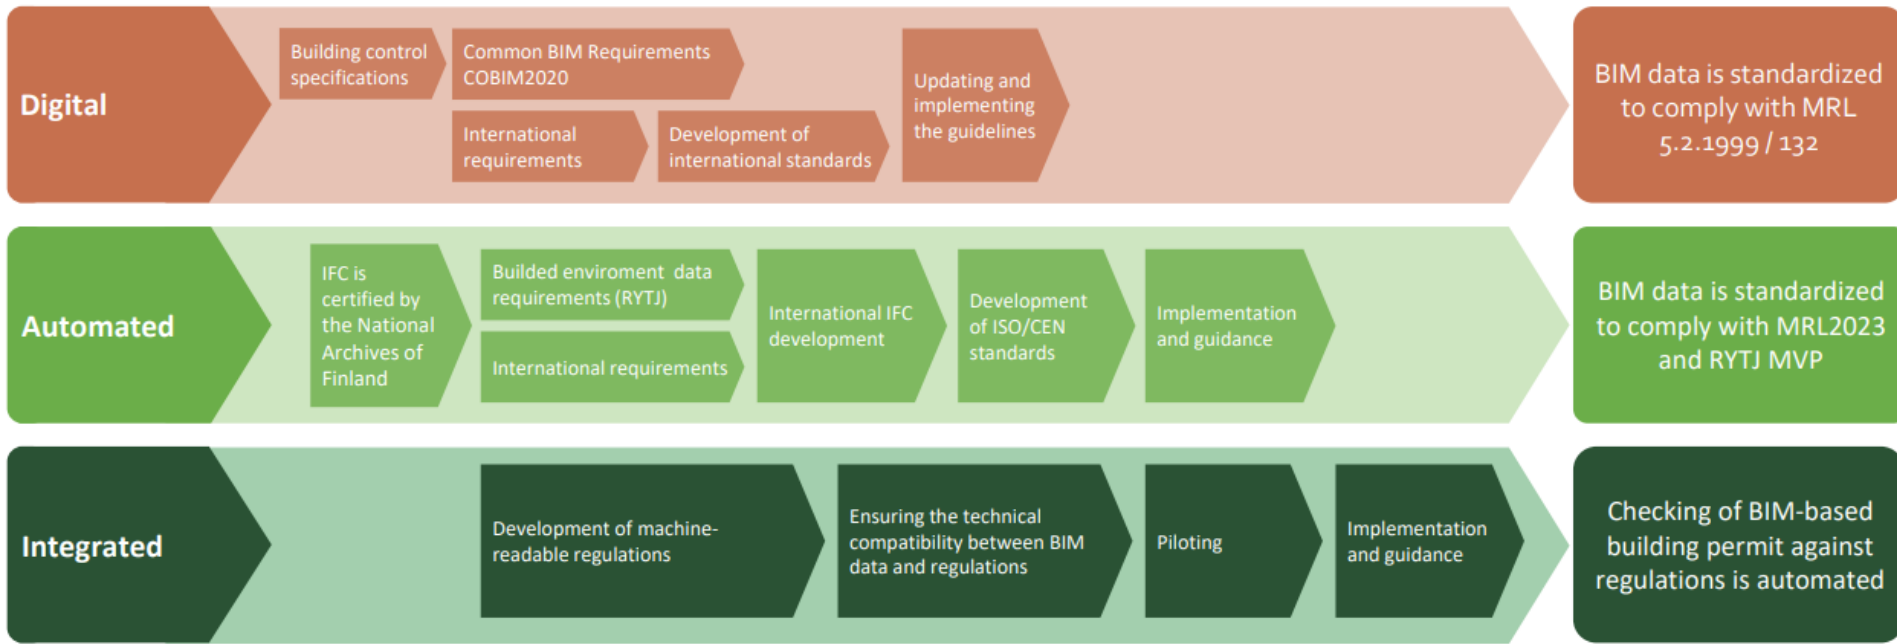 Digital
Building control
specifications
Common BIM Requirements
COBIM2020
International
requirements
Development of
international standards
Updating and
implementing
the guidelines
BIM data is standardized
to comply with MRL
5.2.1999 / 132
Automated
IFC is
certified by
the National
Archives of
Finland
Builded enviroment data
requirements (RYTJ)
International requirements
International IFC
development
Development
of ISO/CEN
standards
Implementation
and guidance
BIM data is standardized
to comply with MRL2023
and RYTJ MVP
Integrated
Development of machine-
readable regulations
Ensuring the technical
compatibility between BIM
data and regulations
Piloting
Implementation
and guidance
Checking of BIM-based
building permit against
regulations is automated